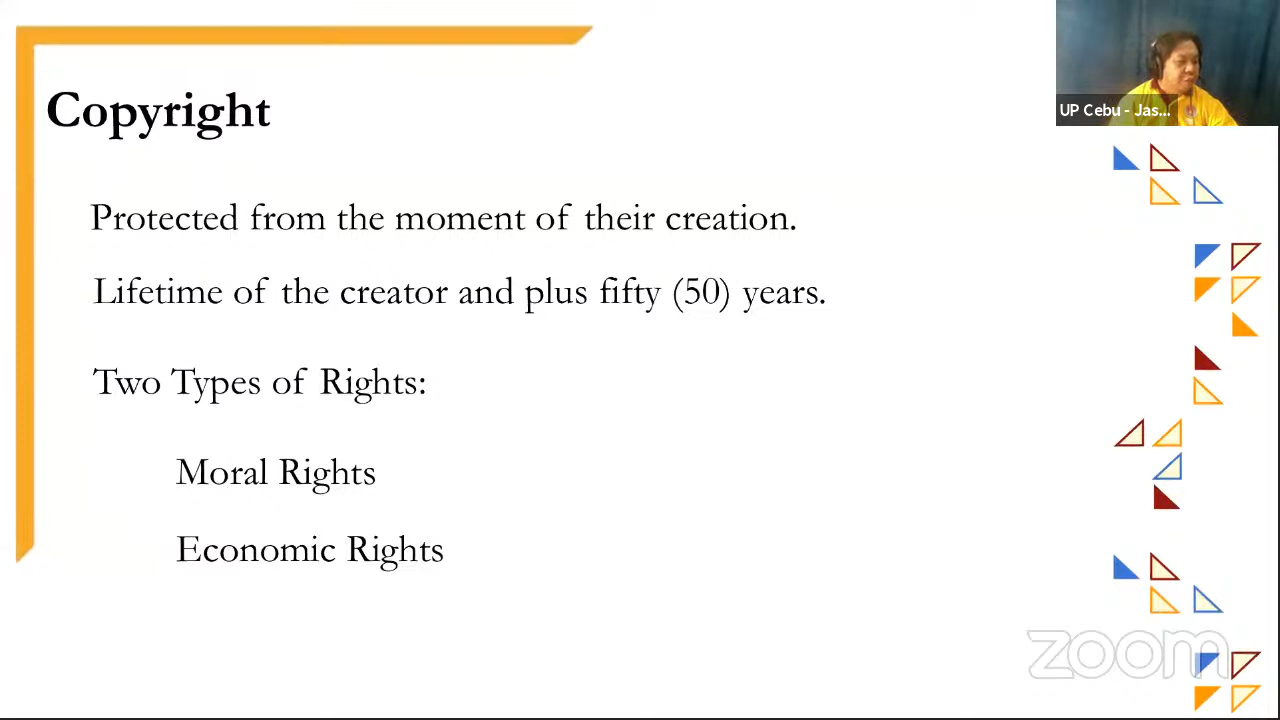 UP Cebu - Jas...
Copyright
Protected from the moment of their creation.
Lifetime of the creator and plus fifty (50) years.
Two Types of Rights:
Moral Rights
Economic Rights
zoom